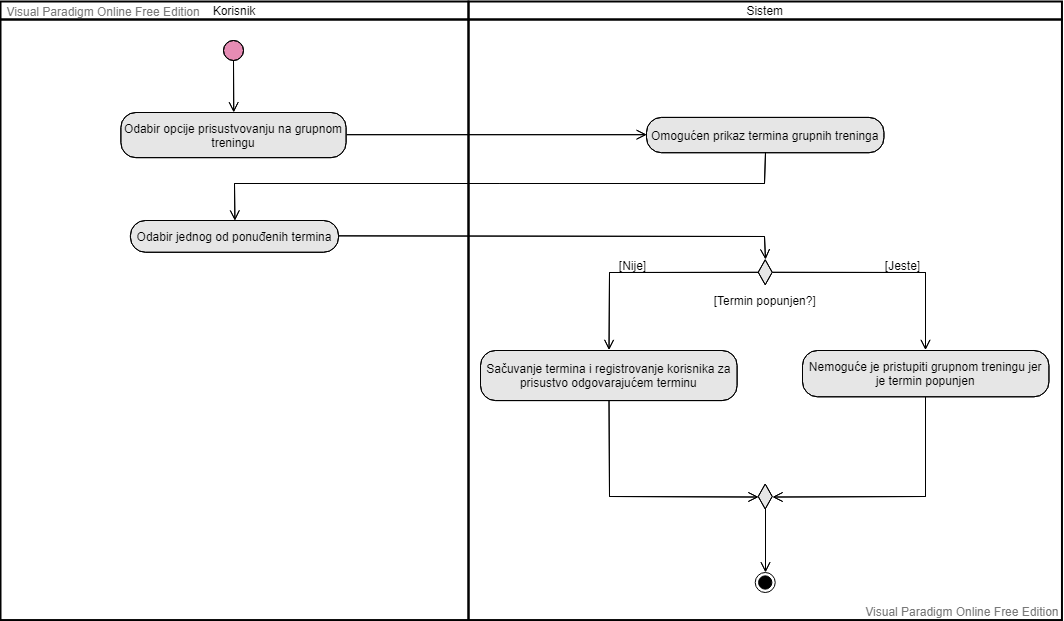 Visual Paradigm Online Free Edition
Korisnik
Sistem
Odabir opcije prisustvovanju na grupnom
treningu
Omogućen prikaz termina grupnih treninga
Odabir jednog od ponuđenih termina
[Nije]
[Jeste]
[Termin popunjen?]
Sačuvanje termina i registrovanje korisnika za
prisustvo odgovarajućem terminu
Nemoguće je pristupiti grupnom treningu jer
je termin popunjen
Visual Paradigm Online Free Edition